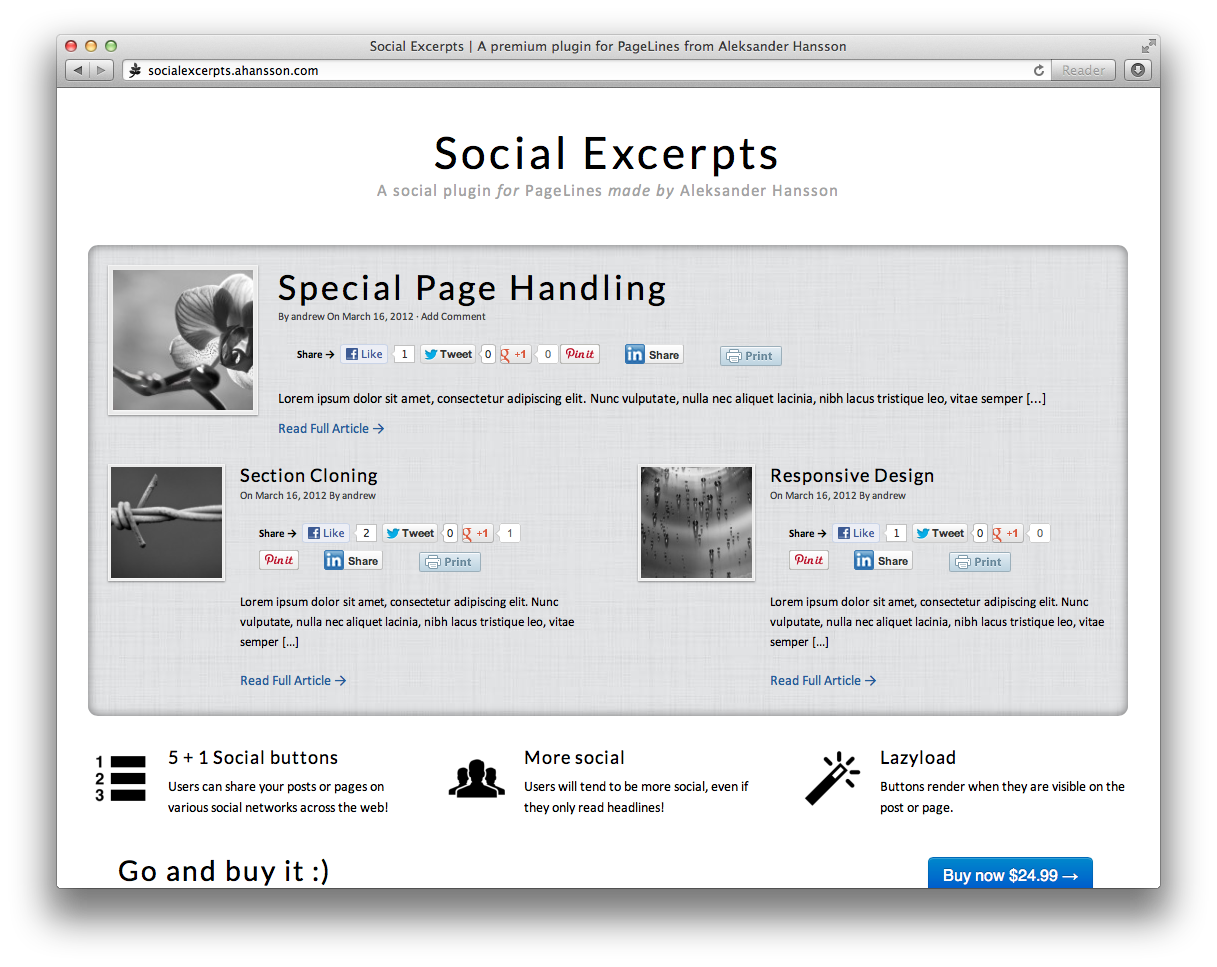 Social Excerpts | A premium plugin for PageLines from Aleksander Hansson
socialexcerpts.ahansson.com
Reader
Social Excerpts
A social plugin for PageLines made by Aleksander Hansson
Special Page Handling
By andrew On March 16, 2012 · Add Comment
Share → Like 1 Tweet 0 +1 0 Pin it in Share Print
Lorem ipsum dolor sit amet, consectetur adipiscing elit. Nunc vulputate, nulla nec aliquet lacinia, nibh lacus tristique leo, vitae semper [...]
Read Full Article →
Section Cloning
On March 16, 2012 By andrew
Share → Like 2 Tweet 0 +1 1
Pin it in Share Print
Lorem ipsum dolor sit amet, consectetur adipiscing elit. Nunc
vulputate, nulla nec aliquet lacinia, nibh lacus tristique leo, vitae
semper [...]
Read Full Article →
Responsive Design
On March 16, 2012 By andrew
Share → Like 1 Tweet 0 +1 0
Pin it in Share Print
Lorem ipsum dolor sit amet, consectetur adipiscing elit. Nunc
vulputate, nulla nec aliquet lacinia, nibh lacus tristique leo, vitae
semper [...]
Read Full Article →
1
2
3
5 + 1 Social buttons
Users can share your posts or pages on
various social networks across the web!
More social
Users will tend to be more social, even if
they only read headlines!
Lazyload
Buttons render when they are visible on the
post or page.
Go and buy it :)
Buy now $24.99 →